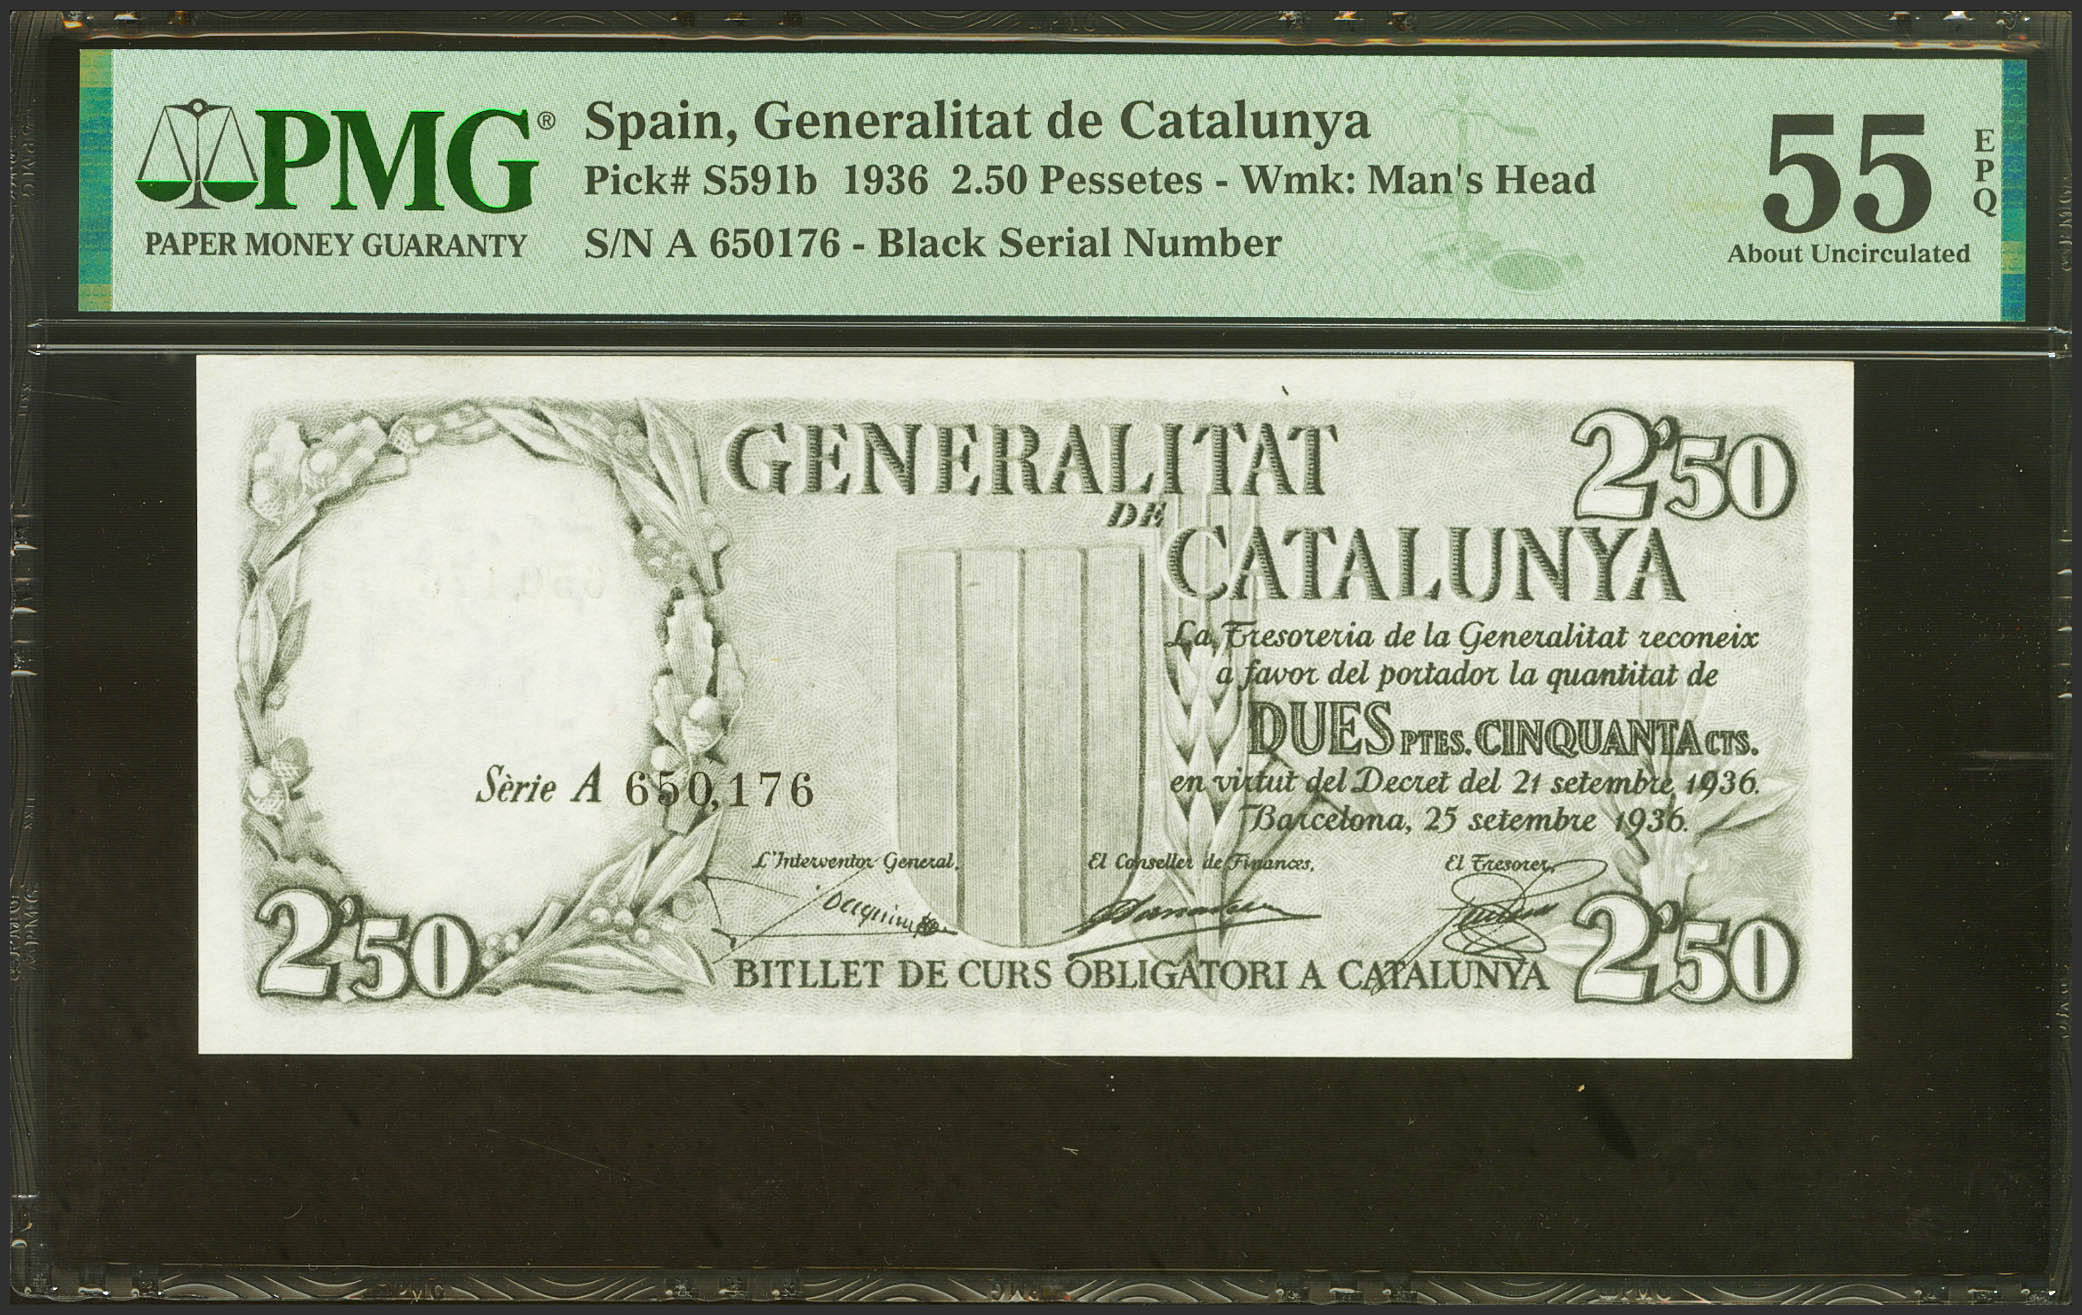 PMG®
PAPER MONEY GUARANTY
Spain, Generalitat de Catalunya
Pick# S591b 1936 2.50 Pessetes - Wmk: Man's Head
S/N A 650176 - Black Serial Number
55
EPQ
About Uncirculated
GENERALITAT
DE
CATALUNYA
2'50
La Tresoreria de la Generalitat reconeix
a favor del portador la quantitat de
DUES PTES. CINQUANTA CTS.
en virtut del Decret del 21 setembre 1936.
Barcelona, 25 setembre 1936.
Sèrie A 650,176
L'Interventor General,
El Conseller de Finances,
El Tresorer,
2'50
BITLLET DE CURS OBLIGATORI A CATALUNYA
2'50